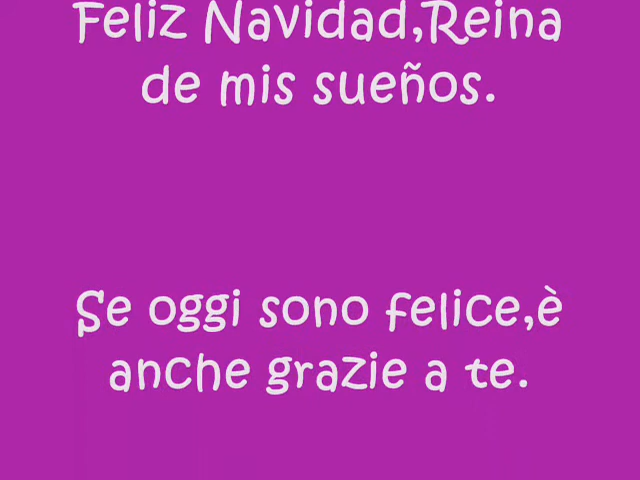 Feliz Navidad,Reina
de mis sueños.
Se oggi sono felice,è
anche grazie a te.